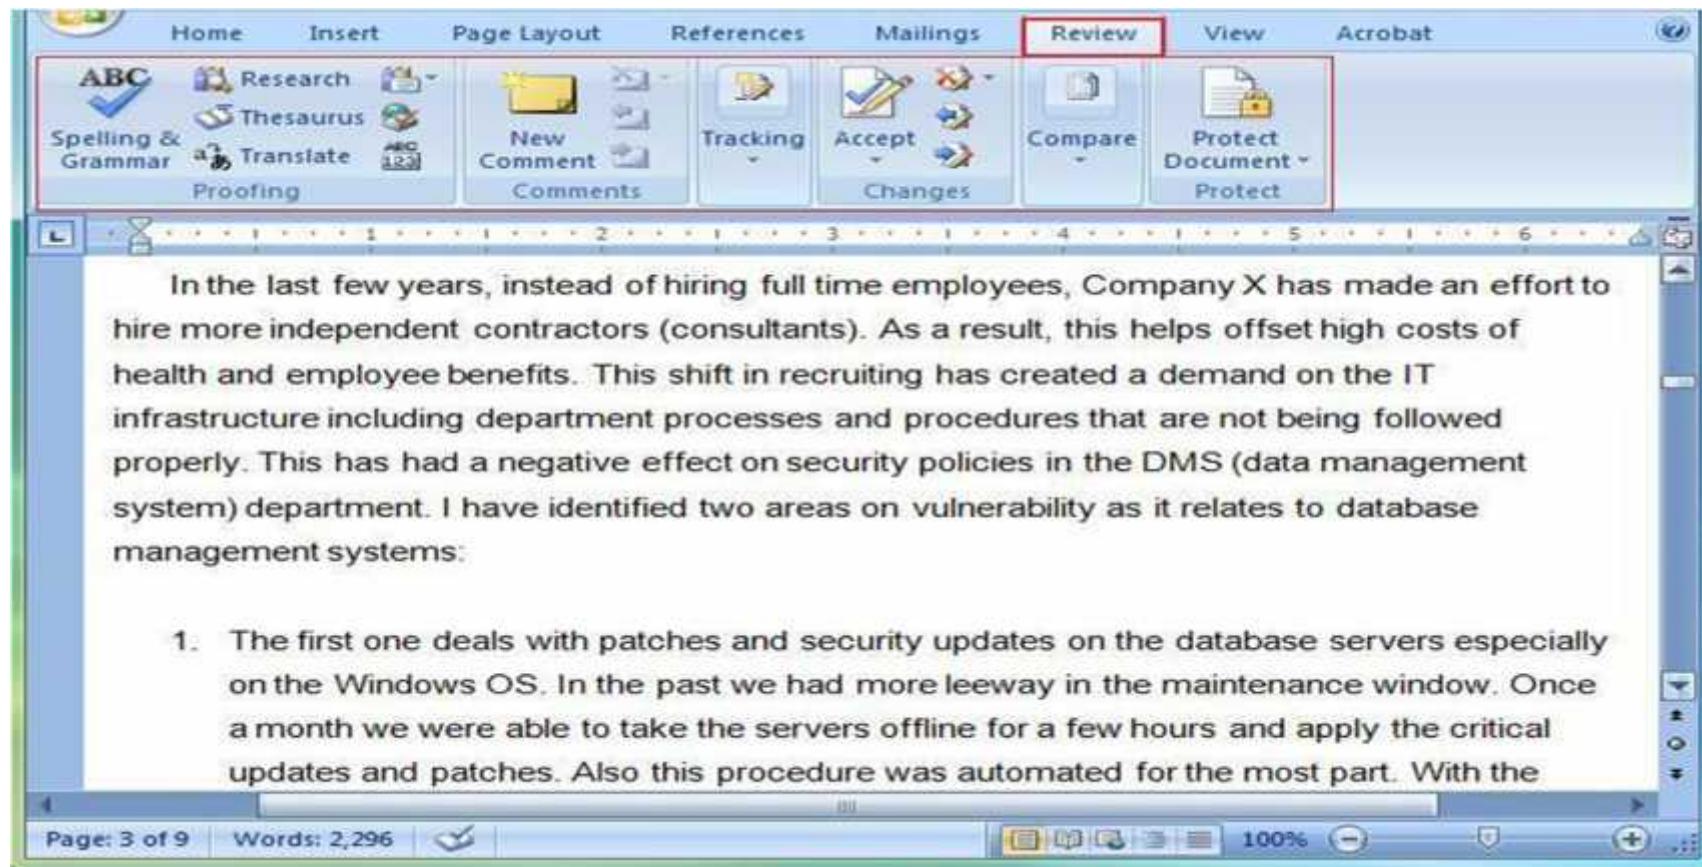 Home Insert Page Layout References Mailings Review View Acrobat
ABC Research
Thesaurus
Spelling & Grammar Translate ABC 123
New Comment
Tracking
Accept
Compare
Protect Document
Proofing Comments Changes Protect
1 2 3 4 5 6
In the last few years, instead of hiring full time employees, Company X has made an effort to
hire more independent contractors (consultants). As a result, this helps offset high costs of
health and employee benefits. This shift in recruiting has created a demand on the IT
infrastructure including department processes and procedures that are not being followed
properly. This has had a negative effect on security policies in the DMS (data management
system) department. I have identified two areas on vulnerability as it relates to database
management systems:
1. The first one deals with patches and security updates on the database servers especially
on the Windows OS. In the past we had more leeway in the maintenance window. Once
a month we were able to take the servers offline for a few hours and apply the critical
updates and patches. Also this procedure was automated for the most part. With the
Page: 3 of 9 Words: 2,296 100%